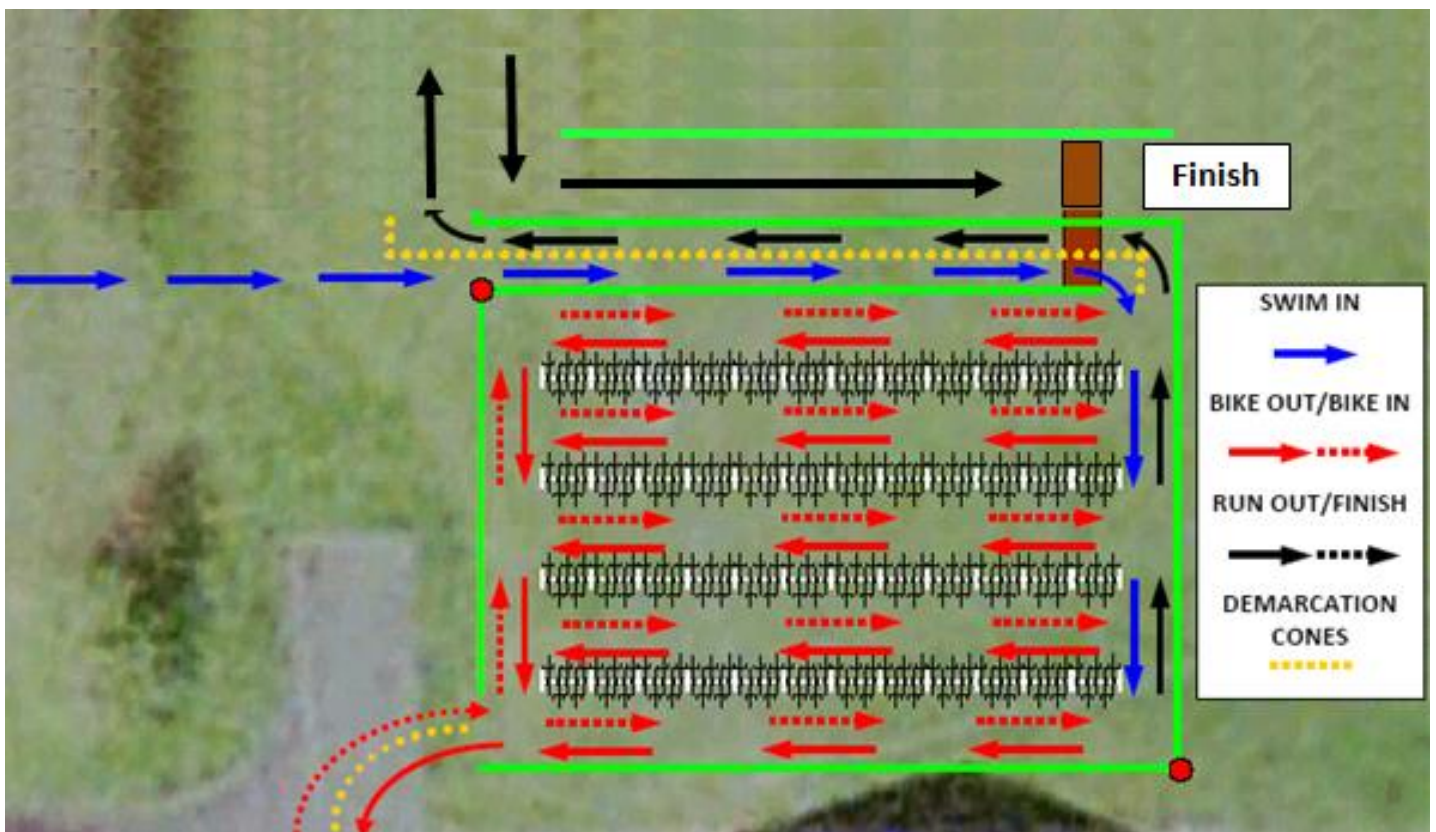 Finish
SWIM IN
BIKE OUT/BIKE IN
RUN OUT/FINISH
DEMARCATION
CONES